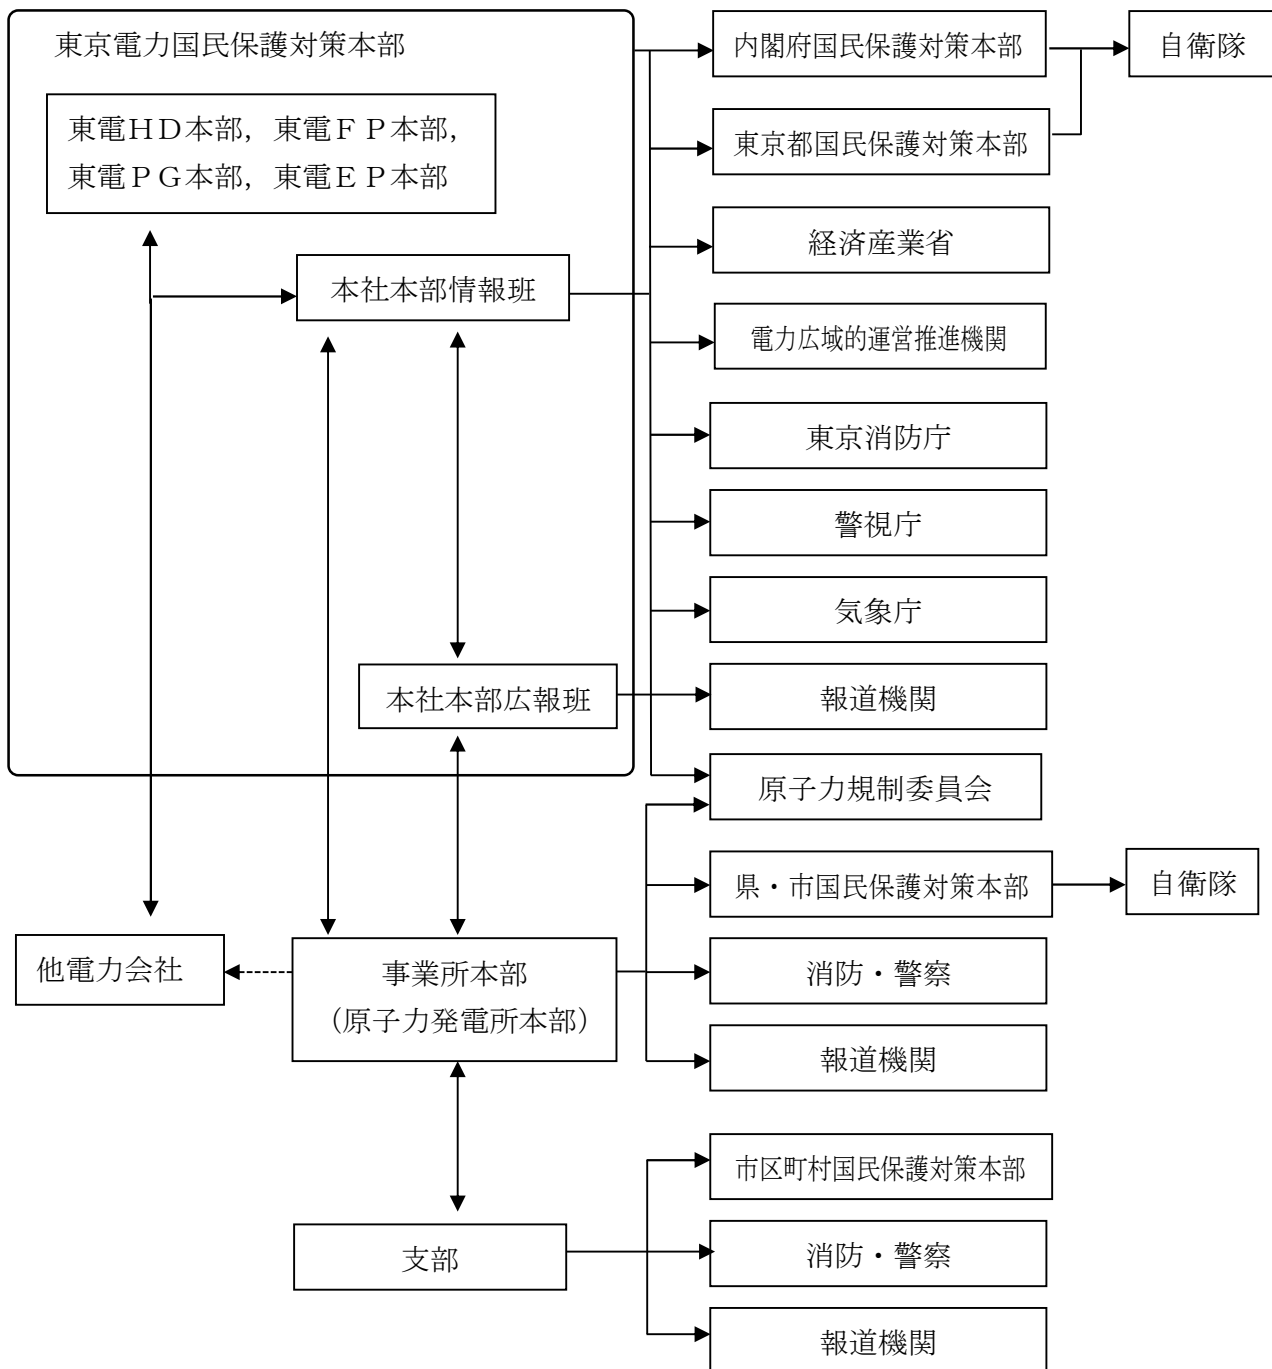 東京電力国民保護対策本部
東電ＨＤ本部，東電ＦＰ本部，
東電ＰＧ本部，東電ＥＰ本部
本社本部情報班
本社本部広報班
他電力会社
事業所本部
（原子力発電所本部）
支部
内閣府国民保護対策本部
自衛隊
東京都国民保護対策本部
経済産業省
電力広域的運営推進機関
東京消防庁
警視庁
気象庁
報道機関
原子力規制委員会
県・市国民保護対策本部
自衛隊
消防・警察
報道機関
市区町村国民保護対策本部
消防・警察
報道機関